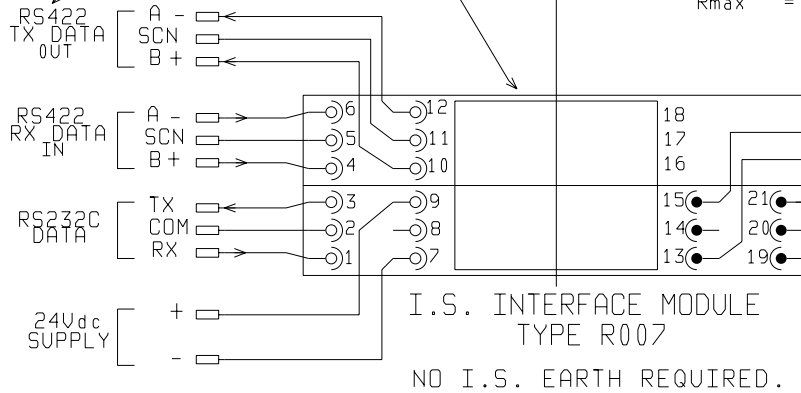 Rmax =
RS422 A -
TX DATA SCN
OUT B +
RS422 A -
RX DATA SCN
IN B +
6 12 18
5 11 17
4 10 16
RS232C TX
DATA COM
RX
3 9 15 21
2 8 14 20
1 7 13 19
24Vdc +
SUPPLY -
I.S. INTERFACE MODULE
TYPE R007
NO I.S. EARTH REQUIRED.